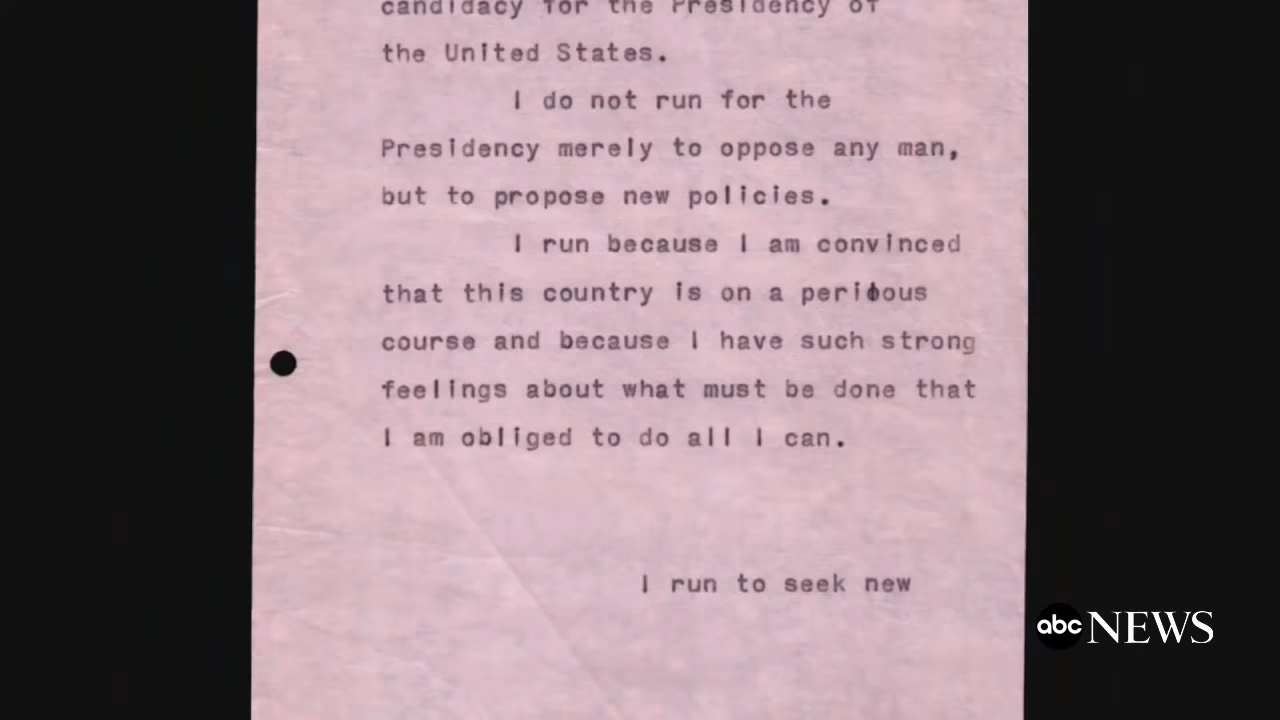 candidacy for the Presidency of
the United States.
I do not run for the
Presidency merely to oppose any man,
but to propose new policies.
I run because I am convinced
that this country is on a perilous
course and because I have such strong
feelings about what must be done that
I am obliged to do all I can.
I run to seek new
abc NEWS